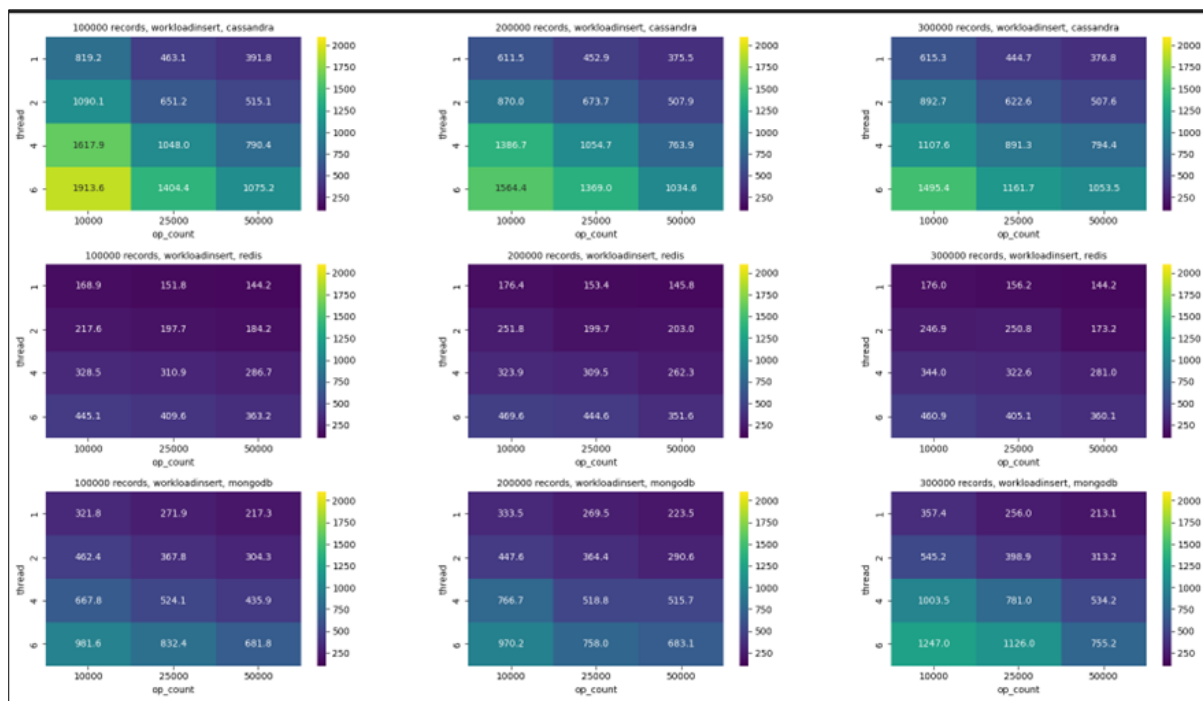 100000 records, workloadinsert, cassandra
thread
1 819.2 463.1 391.8
2 1090.1 651.2 515.1
4 1617.9 1048.0 790.4
6 1913.6 1404.4 1075.2
10000 25000 50000
op_count
2000
1750
1500
1250
1000
750
500
250
200000 records, workloadinsert, cassandra
thread
1 611.5 452.9 375.5
2 870.0 673.7 507.9
4 1386.7 1054.7 763.9
6 1564.4 1369.0 1034.6
10000 25000 50000
op_count
2000
1750
1500
1250
1000
750
500
250
300000 records, workloadinsert, cassandra
thread
1 615.3 444.7 376.8
2 892.7 622.6 507.6
4 1107.6 891.3 794.4
6 1495.4 1161.7 1053.5
10000 25000 50000
op_count
2000
1750
1500
1250
1000
750
500
250
100000 records, workloadinsert, redis
thread
1 168.9 151.8 144.2
2 217.6 197.7 184.2
4 328.5 310.9 286.7
6 445.1 409.6 363.2
10000 25000 50000
op_count
2000
1750
1500
1250
1000
750
500
250
200000 records, workloadinsert, redis
thread
1 176.4 153.4 145.8
2 251.8 199.7 203.0
4 323.9 309.5 262.3
6 469.6 444.6 351.6
10000 25000 50000
op_count
2000
1750
1500
1250
1000
750
500
250
300000 records, workloadinsert, redis
thread
1 176.0 156.2 144.2
2 246.9 250.8 173.2
4 344.0 322.6 281.0
6 460.9 405.1 360.1
10000 25000 50000
op_count
2000
1750
1500
1250
1000
750
500
250
100000 records, workloadinsert, mongodb
thread
1 321.8 271.9 217.3
2 462.4 367.8 304.3
4 667.8 524.1 435.9
6 981.6 832.4 681.8
10000 25000 50000
op_count
2000
1750
1500
1250
1000
750
500
250
200000 records, workloadinsert, mongodb
thread
1 333.5 269.5 223.5
2 447.6 364.4 290.6
4 766.7 518.8 515.7
6 970.2 758.0 683.1
10000 25000 50000
op_count
2000
1750
1500
1250
1000
750
500
250
300000 records, workloadinsert, mongodb
thread
1 357.4 256.0 213.1
2 545.2 398.9 313.2
4 1003.5 781.0 534.2
6 1247.0 1126.0 755.2
10000 25000 50000
op_count
2000
1750
1500
1250
1000
750
500
250